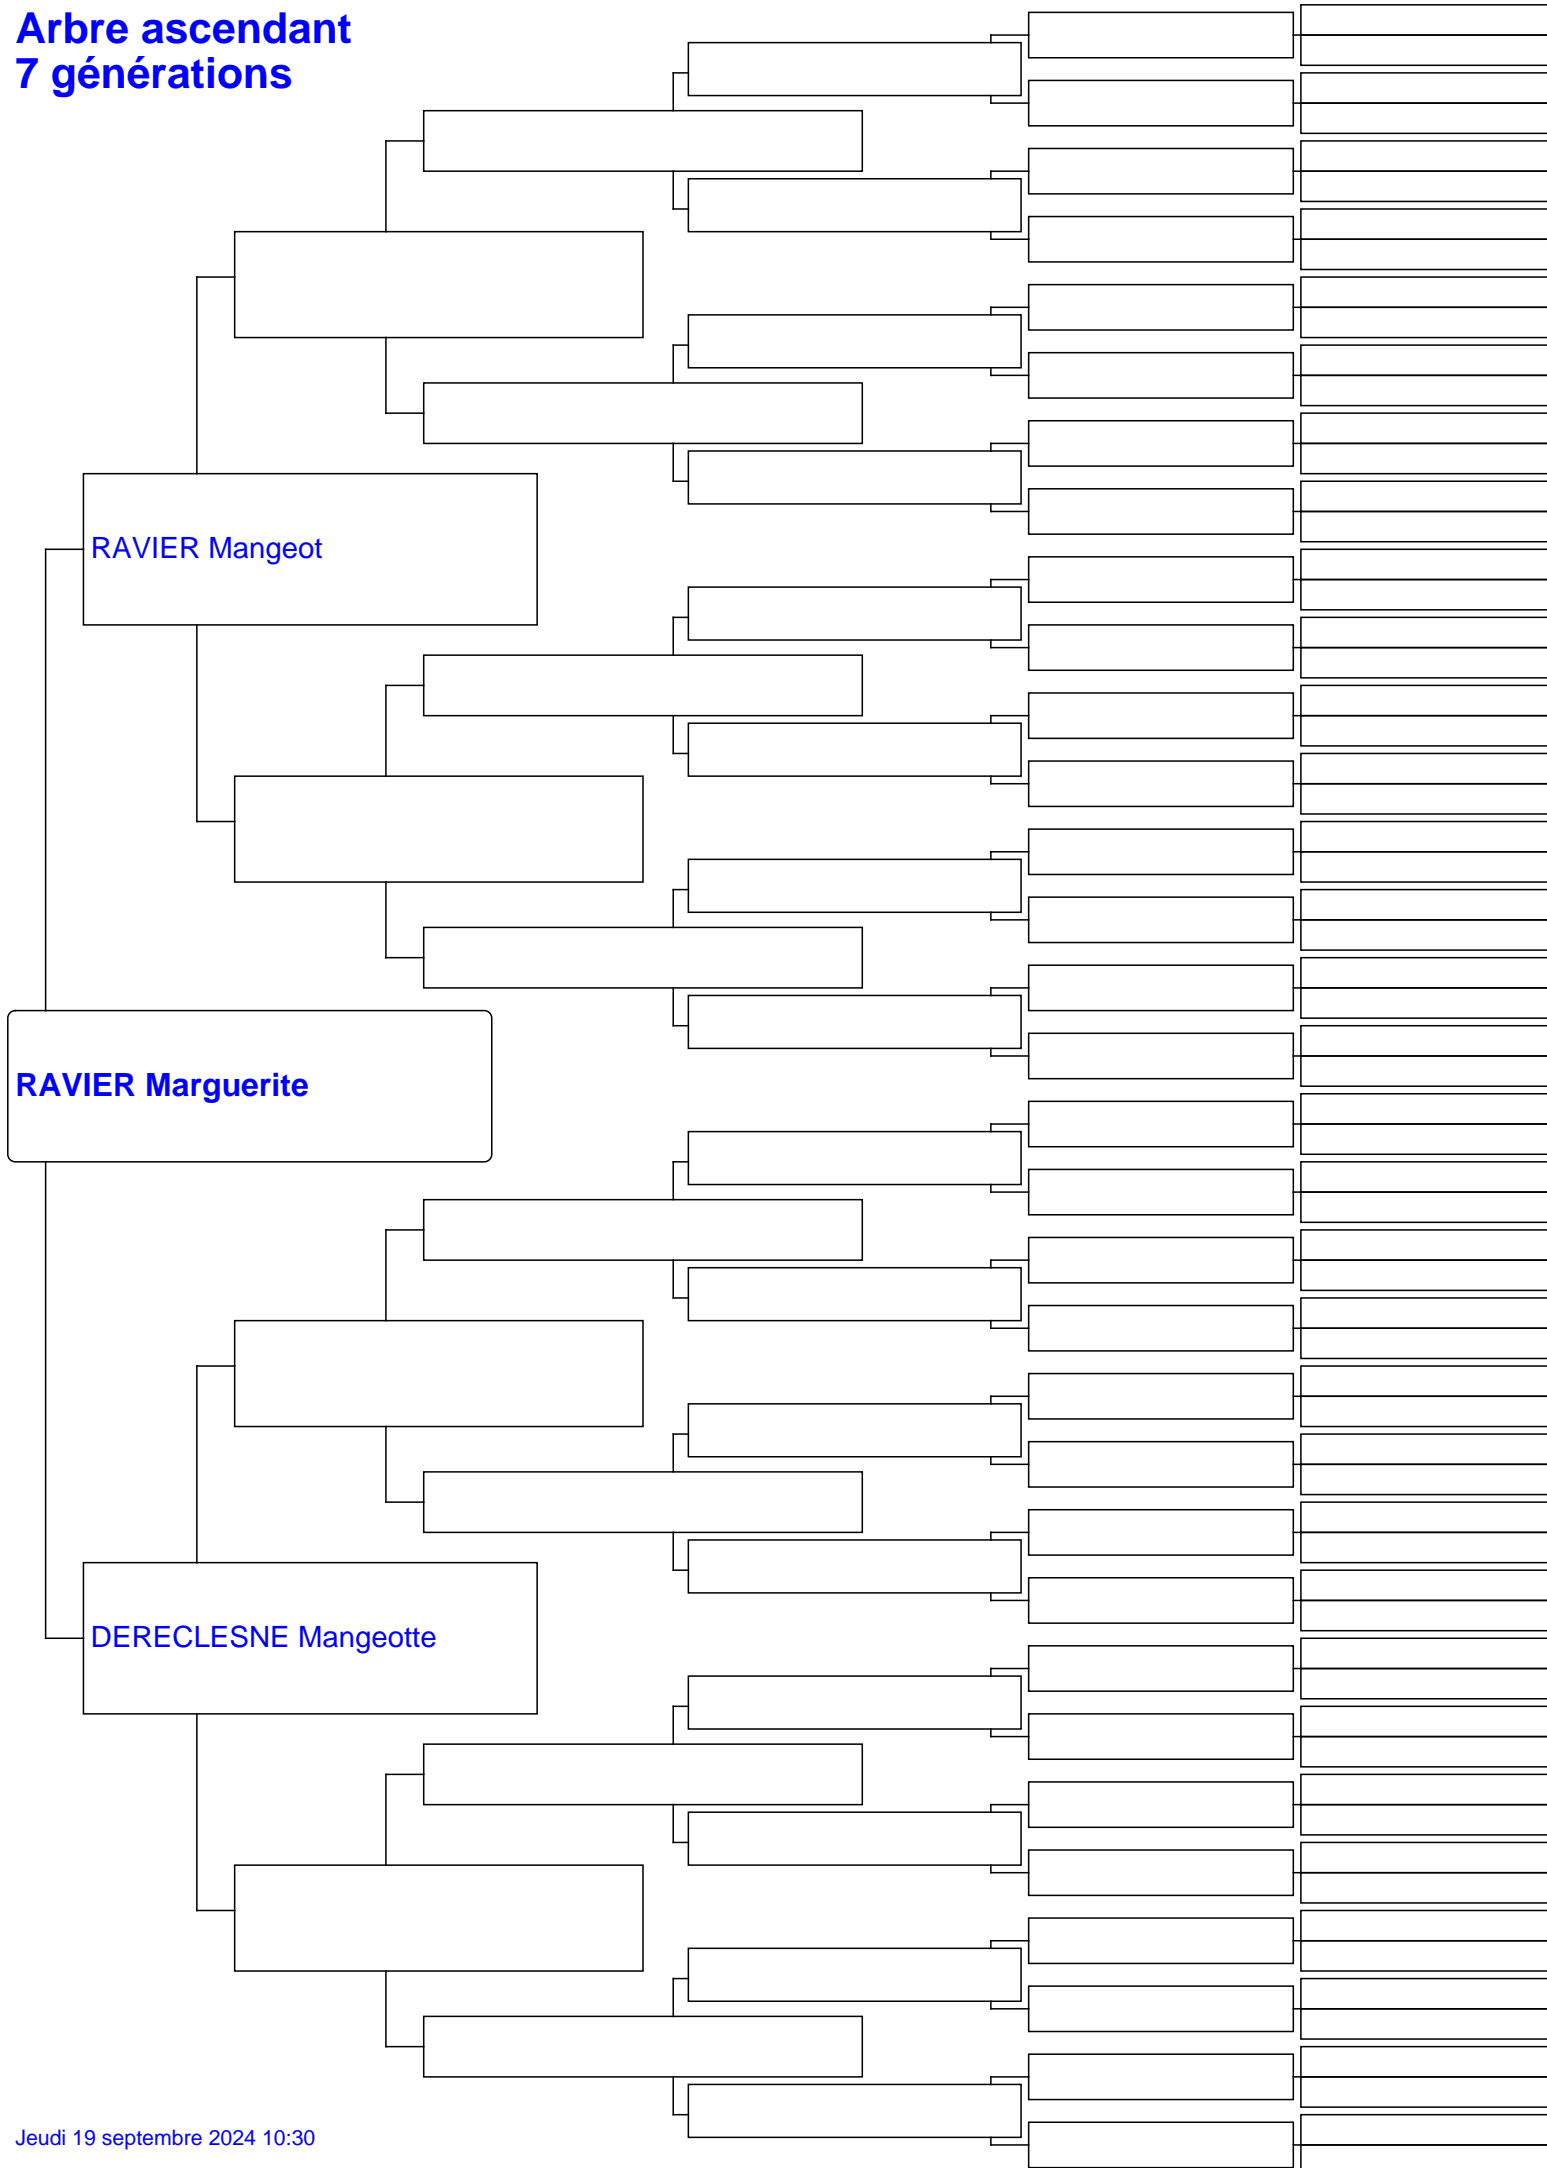 Arbre ascendant
7 générations
RAVIER Mangeot
RAVIER Marguerite
DERECLESNE Mangeotte
Jeudi 19 septembre 2024 10:30